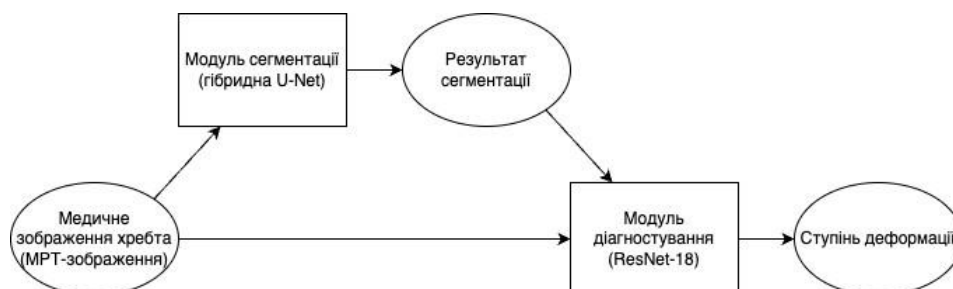 Модуль сегментації
(гібридна U-Net)
Результат
сегментації
Медичне
зображення хребта
(МРТ-зображення)
Модуль
діагностування
(ResNet-18)
Ступінь деформації